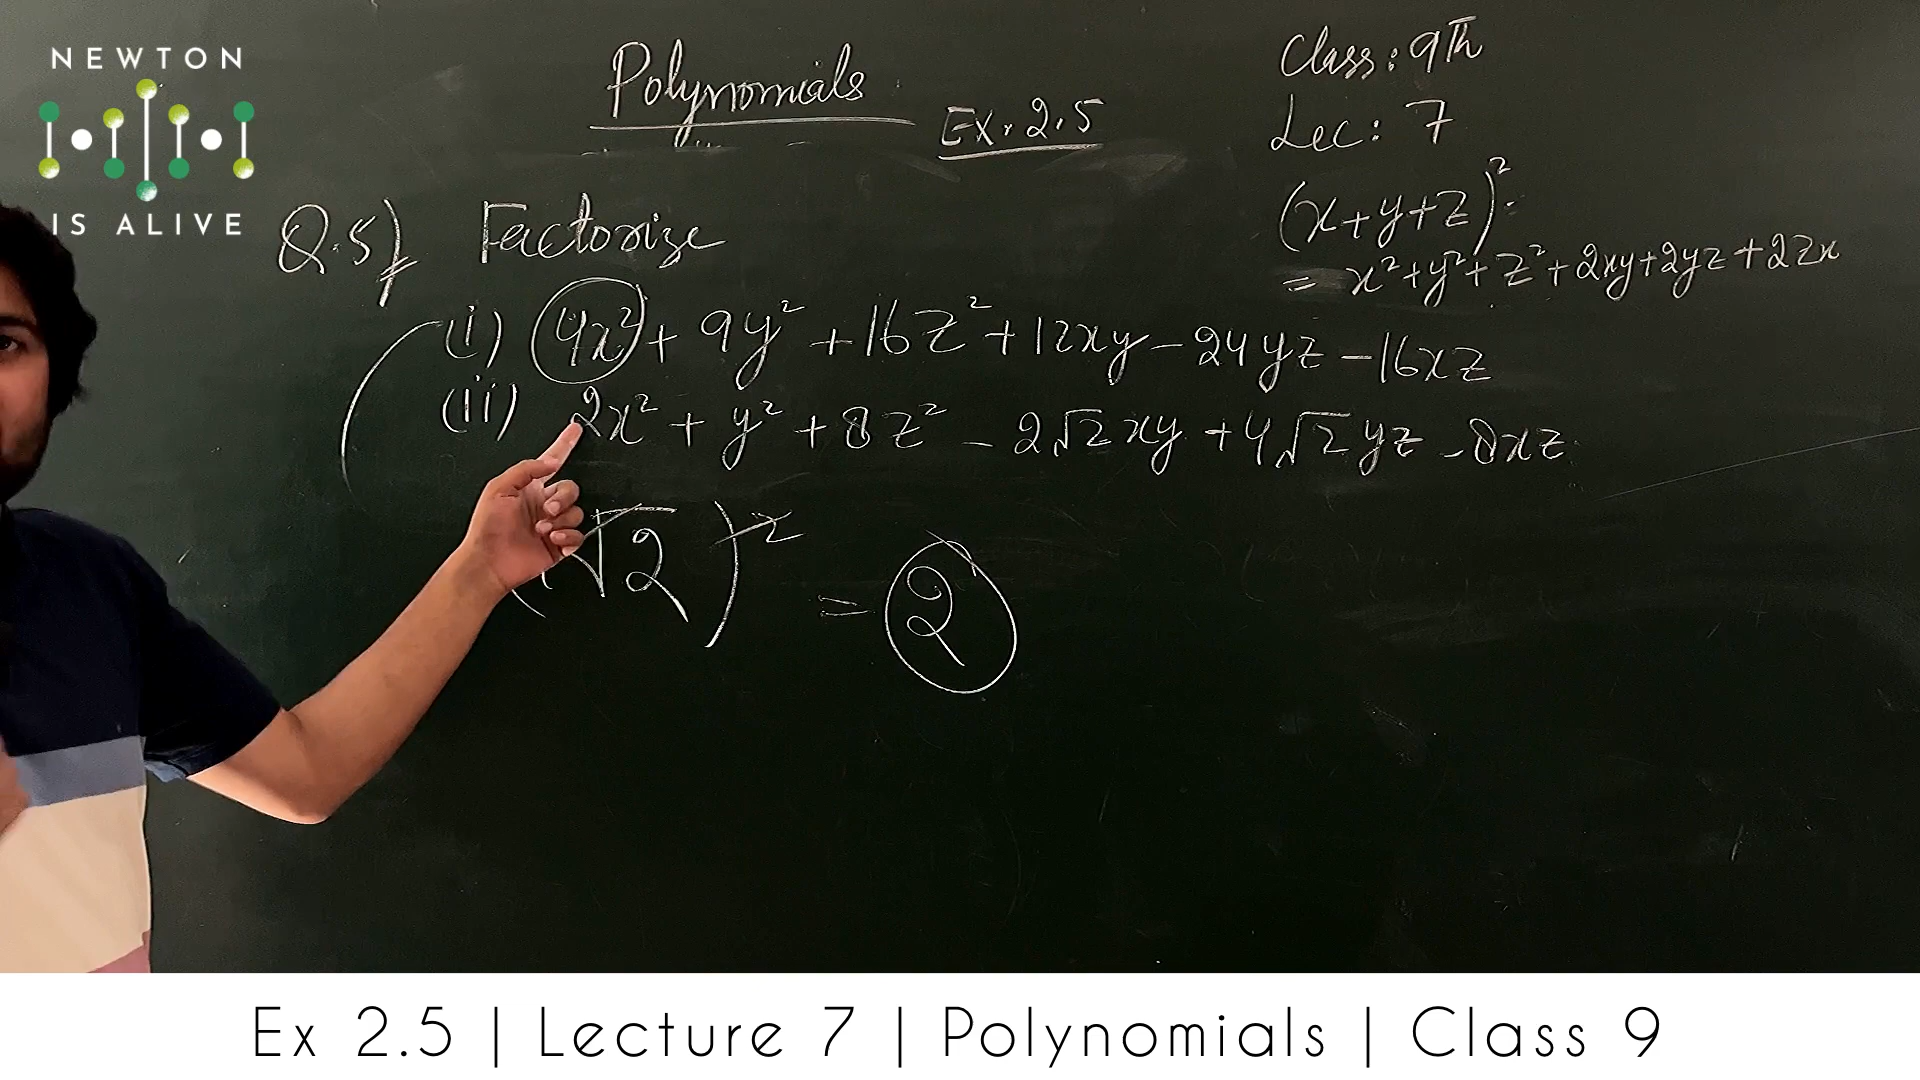 NEWTON
IS ALIVE
Polynomials
Ex. 2.5
Class: 9th
Lec: 7
(x+y+z)²
= x²+y²+z²+2xy+2yz+2zx
Q.5) Factorize
(i) 4x² + 9y² + 16z² + 12xy - 24yz - 16xz
(ii) 2x² + y² + 8z² - 2√2xy + 4√2yz - 8xz
(√2)² = 2
Ex 2.5 | Lecture 7 | Polynomials | Class 9